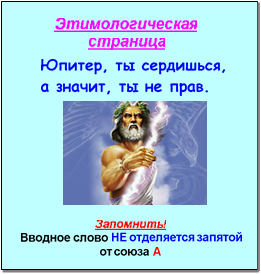 Этимологическая
страница
Юпитер, ты сердишься,
а значит, ты не прав.
Запомнить!
Вводное слово НЕ отделяется запятой
от союза А